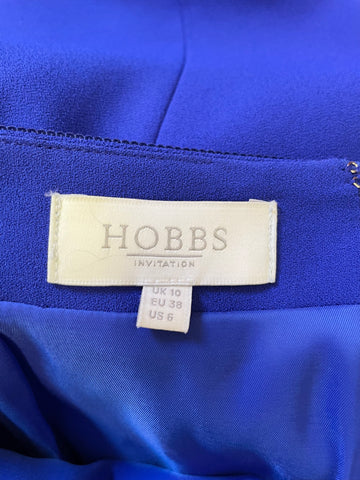 HOBBS
INVITATION
UK 10
EU 38
US 6